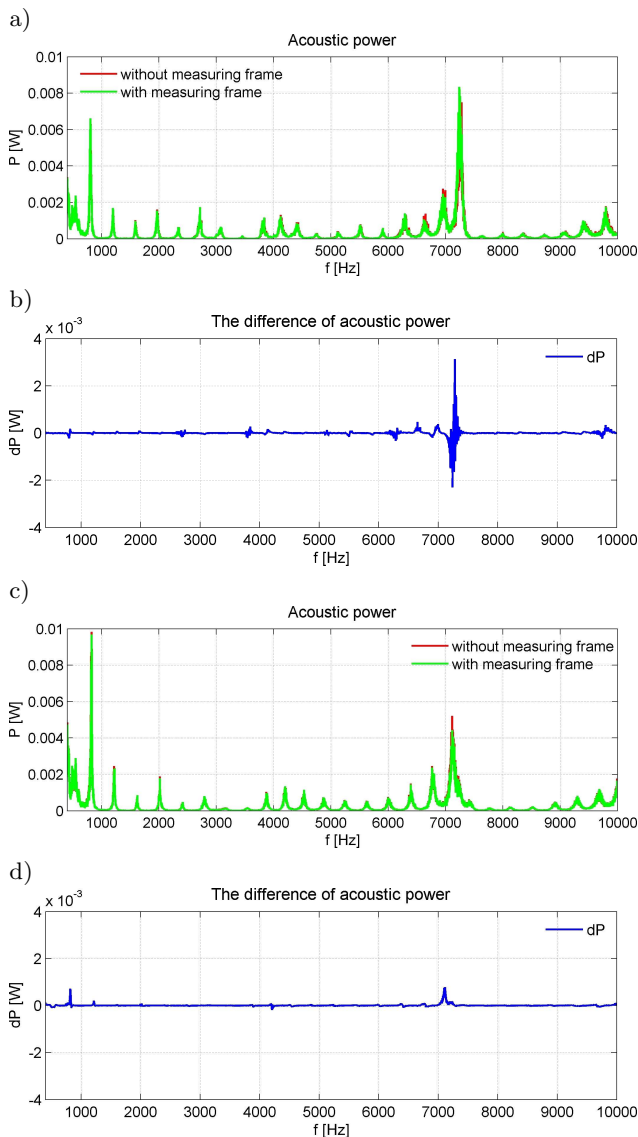 a)
Acoustic power
0.01
0.008
0.006
0.004
0.002
0
P [W]
without measuring frame
with measuring frame
1000 2000 3000 4000 5000 6000 7000 8000 9000 10000
f [Hz]
b)
x 10⁻³
The difference of acoustic power
4
2
0
-2
-4
dP [W]
dP
1000 2000 3000 4000 5000 6000 7000 8000 9000 10000
f [Hz]
c)
Acoustic power
0.01
0.008
0.006
0.004
0.002
0
P [W]
without measuring frame
with measuring frame
1000 2000 3000 4000 5000 6000 7000 8000 9000 10000
f [Hz]
d)
x 10⁻³
The difference of acoustic power
4
2
0
-2
-4
dP [W]
dP
1000 2000 3000 4000 5000 6000 7000 8000 9000 10000
f [Hz]